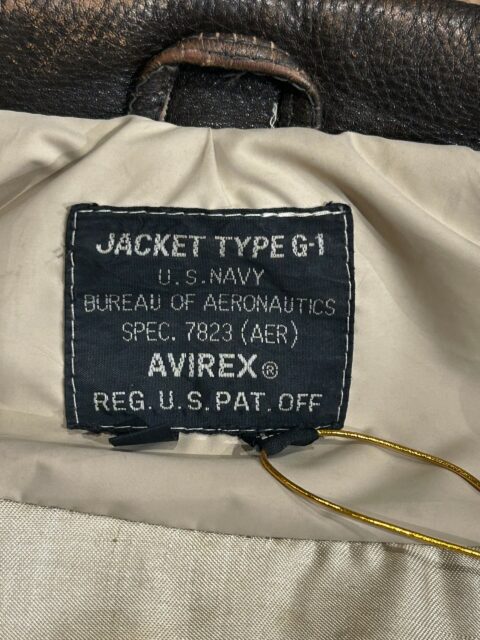 JACKET TYPE G-1
U.S. NAVY
BUREAU OF AERONAUTICS
SPEC. 7823 (AER)
AVIREX®
REG. U.S. PAT. OFF